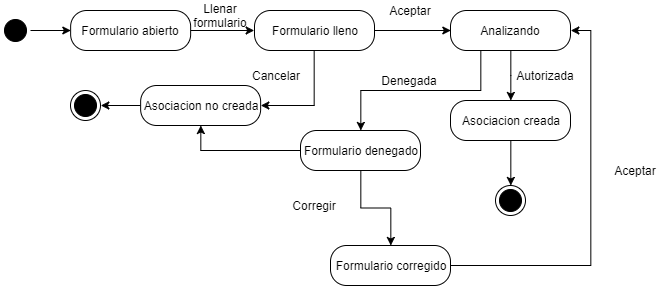 Llenar
formulario
Aceptar
Formulario abierto
Formulario lleno
Analizando
Cancelar
Denegada
Autorizada
Asociacion no creada
Asociacion creada
Formulario denegado
Aceptar
Corregir
Formulario corregido